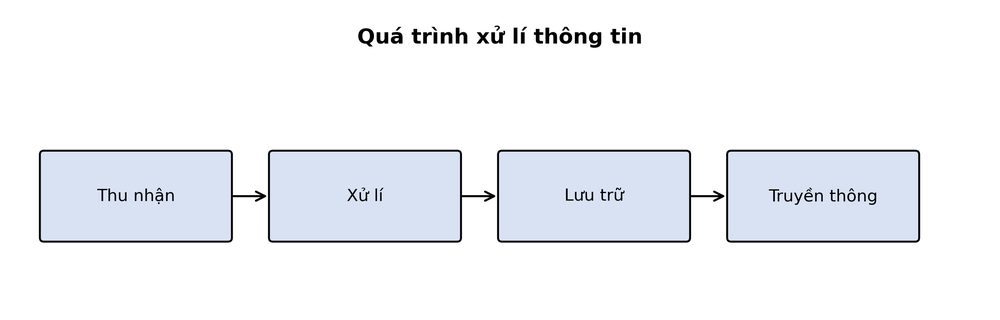 Quá trình xử lí thông tin
Thu nhận
Xử lí
Lưu trữ
Truyền thông